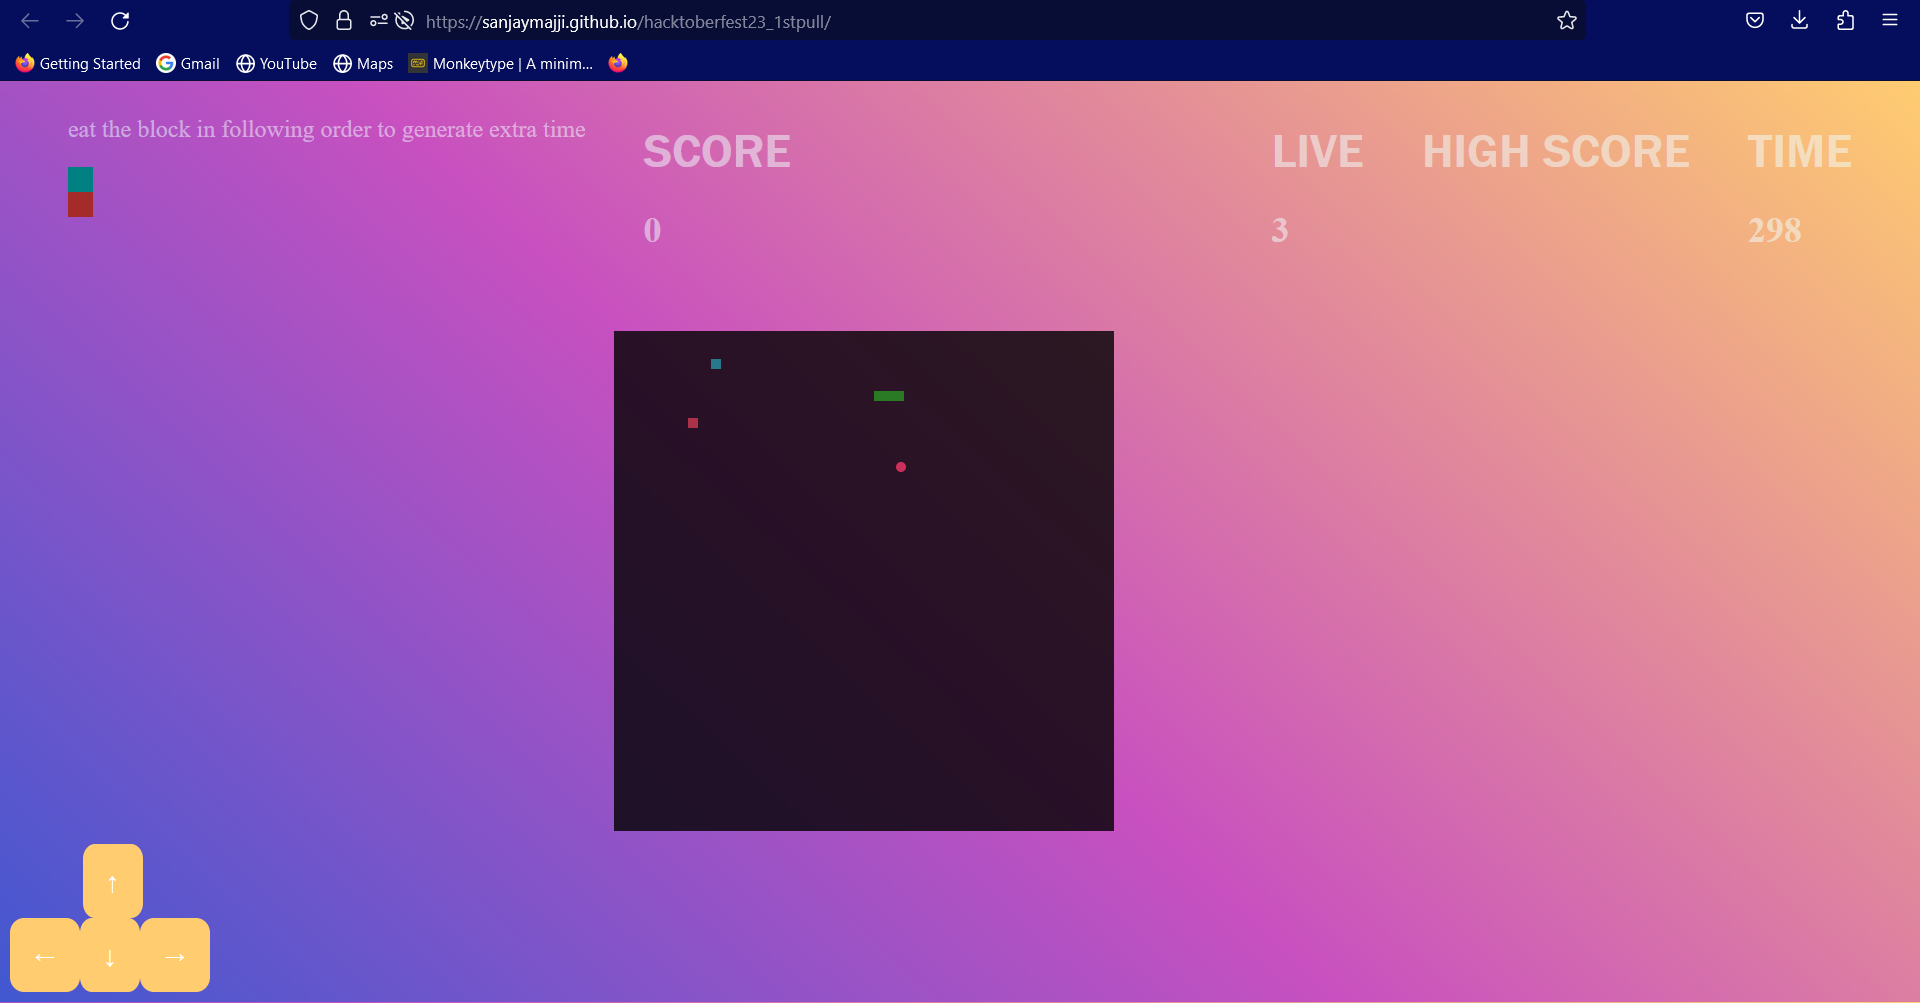 https://sanjaymajji.github.io/hacktoberfest23_1stpull/
Getting Started Gmail YouTube Maps Monkeytype | A minim...
eat the block in following order to generate extra time
SCORE LIVE HIGH SCORE TIME
0 3 298
↑
← ↓ →